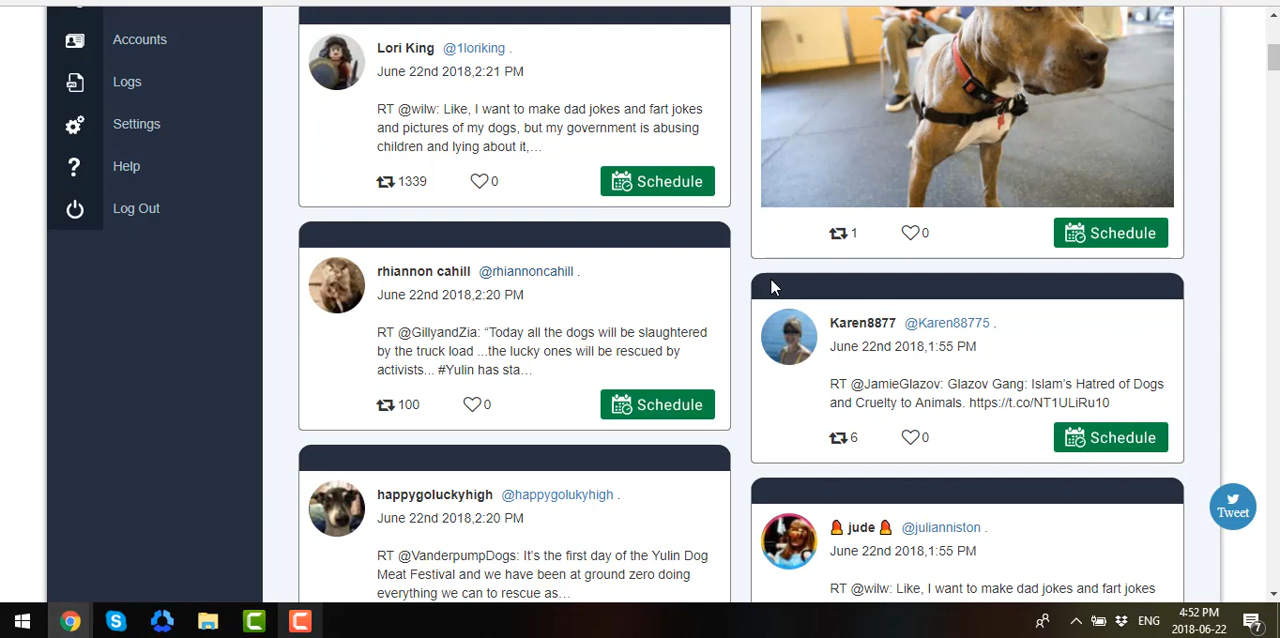 Accounts
Logs
Settings
?
Help
Log Out
Lori King @1loriking .
June 22nd 2018,2:21 PM
RT @wilw: Like, I want to make dad jokes and fart jokes
and pictures of my dogs, but my government is abusing
children and lying about it,…
1339
0
Schedule
rhiannon cahill @rhiannoncahill .
June 22nd 2018,2:20 PM
RT @GillyandZia: “Today all the dogs will be slaughtered
by the truck load ...the lucky ones will be rescued by
activists... #Yulin has sta…
100
0
Schedule
happygoluckyhigh @happygolukyhigh .
June 22nd 2018,2:20 PM
RT @VanderpumpDogs: It’s the first day of the Yulin Dog
Meat Festival and we have been at ground zero doing
everything we can to rescue as…
1
0
Schedule
Karen8877 @Karen88775 .
June 22nd 2018,1:55 PM
RT @JamieGlazov: Glazov Gang: Islam’s Hatred of Dogs
and Cruelty to Animals. https://t.co/NT1ULiRu10
6
0
Schedule
jude @julianniston .
June 22nd 2018,1:55 PM
RT @wilw: Like, I want to make dad jokes and fart jokes
Tweet
ENG
4:52 PM
2018-06-22
7